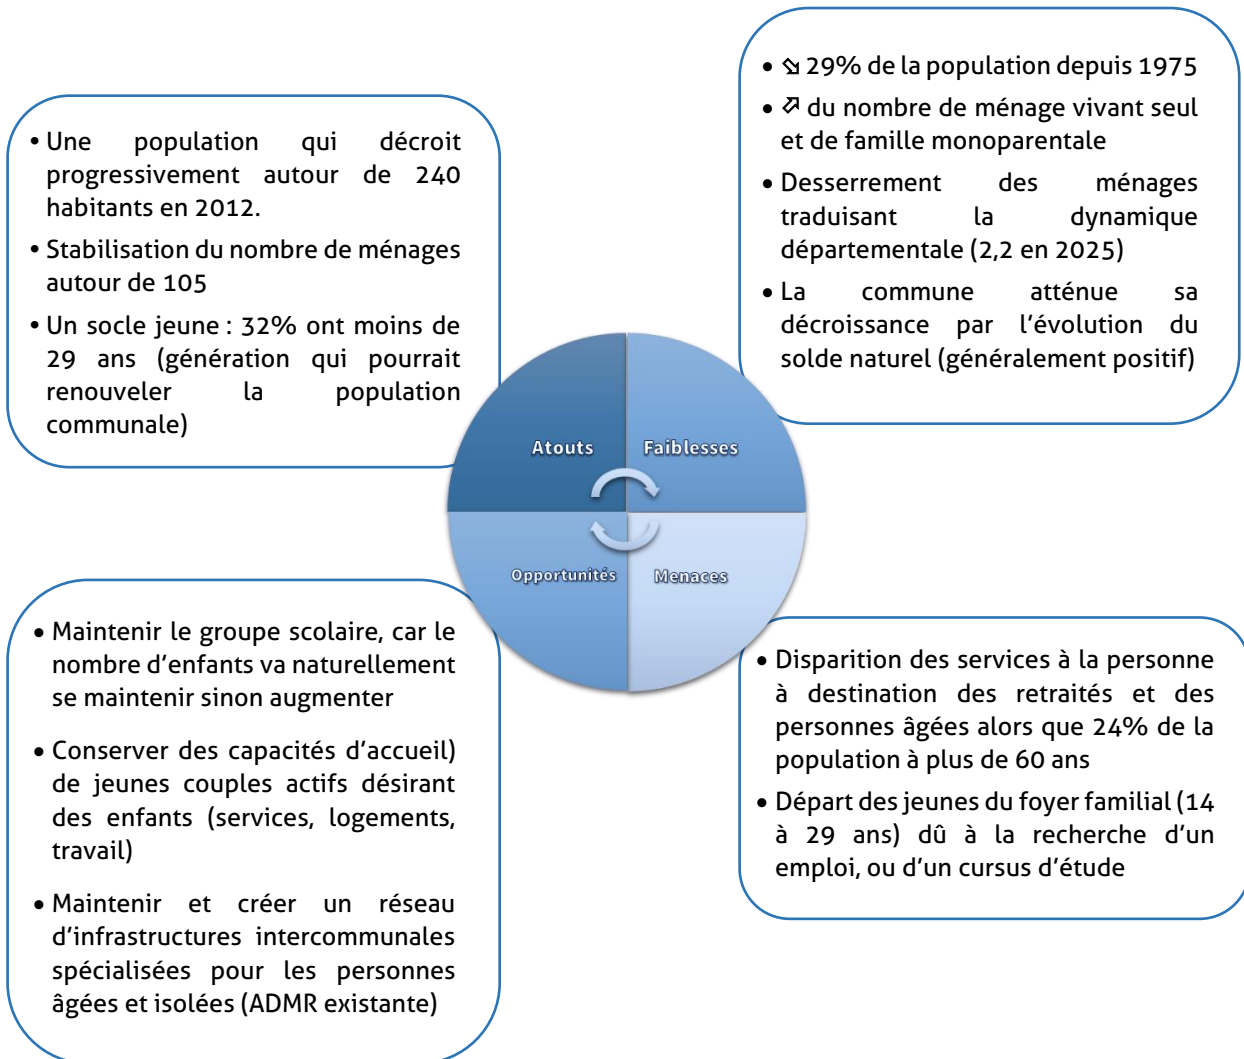 • Une population qui décroit
progressivement autour de 240
habitants en 2012.
• Stabilisation du nombre de ménages
autour de 105
• Un socle jeune : 32% ont moins de
29 ans (génération qui pourrait
renouveler la population
communale)
• ⬂ 29% de la population depuis 1975
• ⬀ du nombre de ménage vivant seul
et de famille monoparentale
• Desserrement des ménages
traduisant la dynamique
départementale (2,2 en 2025)
• La commune atténue sa
décroissance par l’évolution du
solde naturel (généralement positif)
Atouts
Faiblesses
Opportunités
Menaces
• Maintenir le groupe scolaire, car le
nombre d’enfants va naturellement
se maintenir sinon augmenter
• Conserver des capacités d’accueil)
de jeunes couples actifs désirant
des enfants (services, logements,
travail)
• Maintenir et créer un réseau
d’infrastructures intercommunales
spécialisées pour les personnes
âgées et isolées (ADMR existante)
• Disparition des services à la personne
à destination des retraités et des
personnes âgées alors que 24% de la
population à plus de 60 ans
• Départ des jeunes du foyer familial (14
à 29 ans) dû à la recherche d’un
emploi, ou d’un cursus d’étude